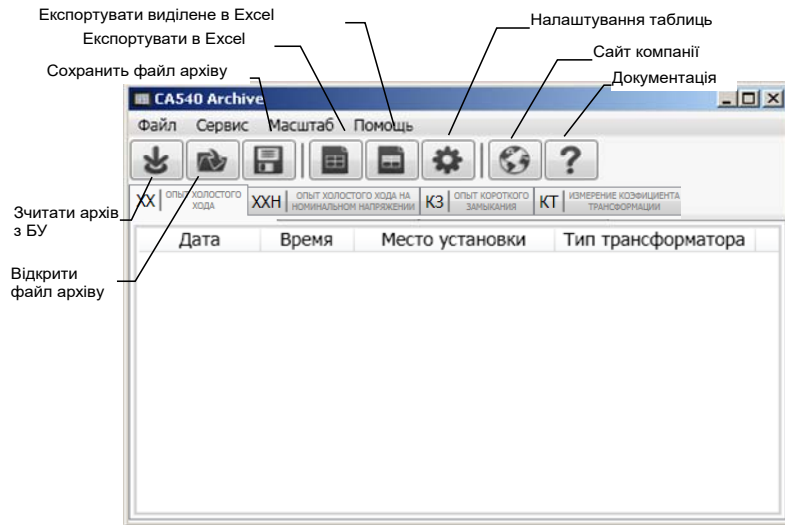 Експортувати виділене в Excel
Експортувати в Excel
Сохранить файл архіву
Налаштування таблиць
Сайт компанії
Документація
CA540 Archive
Файл Сервис Масштаб Помощь
?
ХХ ОПЫТ ХОЛОСТОГО ХОДА
ХХН ОПЫТ ХОЛОСТОГО ХОДА НА НОМИНАЛЬНОМ НАПРЯЖЕНИИ
КЗ ОПЫТ КОРОТКОГО ЗАМЫКАНИЯ
КТ ИЗМЕРЕНИЕ КОЭФИЦИЕНТА ТРАНСФОРМАЦИИ
Зчитати архів
з БУ
Дата Время Место установки Тип трансформатора
Відкрити
файл архіву